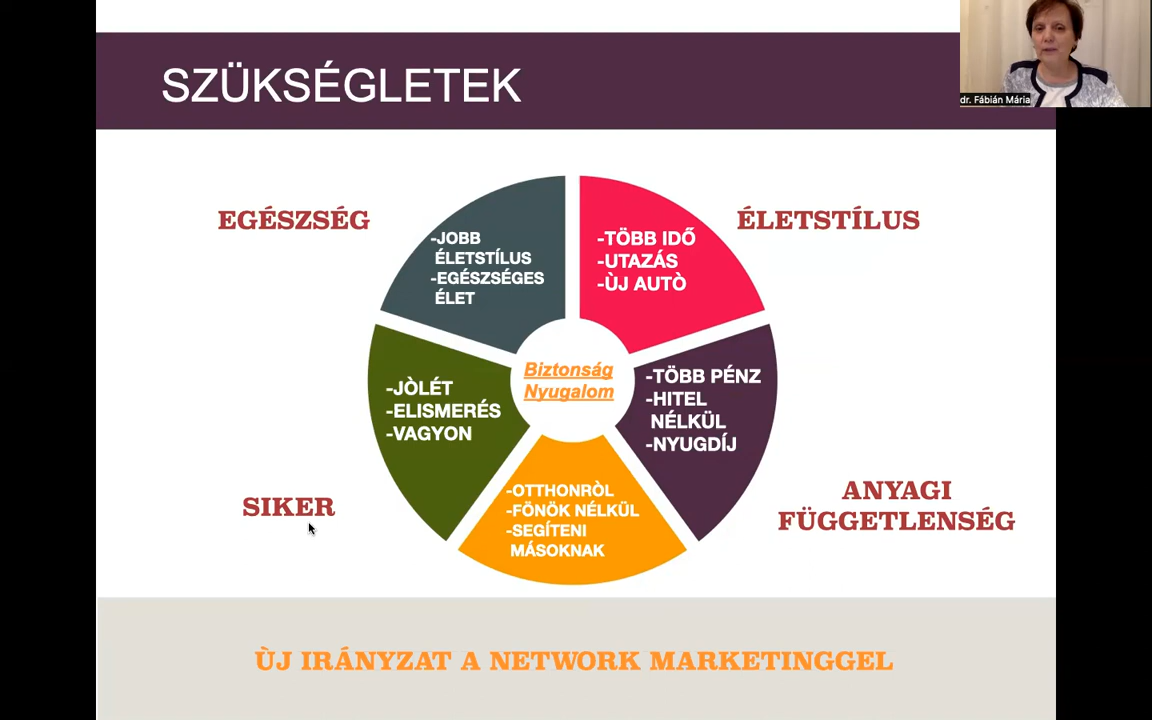 SZÜKSÉGLETEK
dr. Fábián Mária
EGÉSZSÉG
-JOBB
ÉLETSTÍLUS
-EGÉSZSÉGES
ÉLET
-TÖBB IDŐ
-UTAZÁS
-ÙJ AUTÒ
ÉLETSTÍLUS
-JÒLÉT
-ELISMERÉS
-VAGYON
Biztonság
Nyugalom
-TÖBB PÉNZ
-HITEL
NÉLKÜL
-NYUGDÍJ
SIKER
-OTTHONRÒL
-FÖNÖK NÉLKÜL
-SEGÍTENI
MÁSOKNAK
ANYAGI
FÜGGETLENSÉG
ÙJ IRÁNYZAT A NETWORK MARKETINGGEL